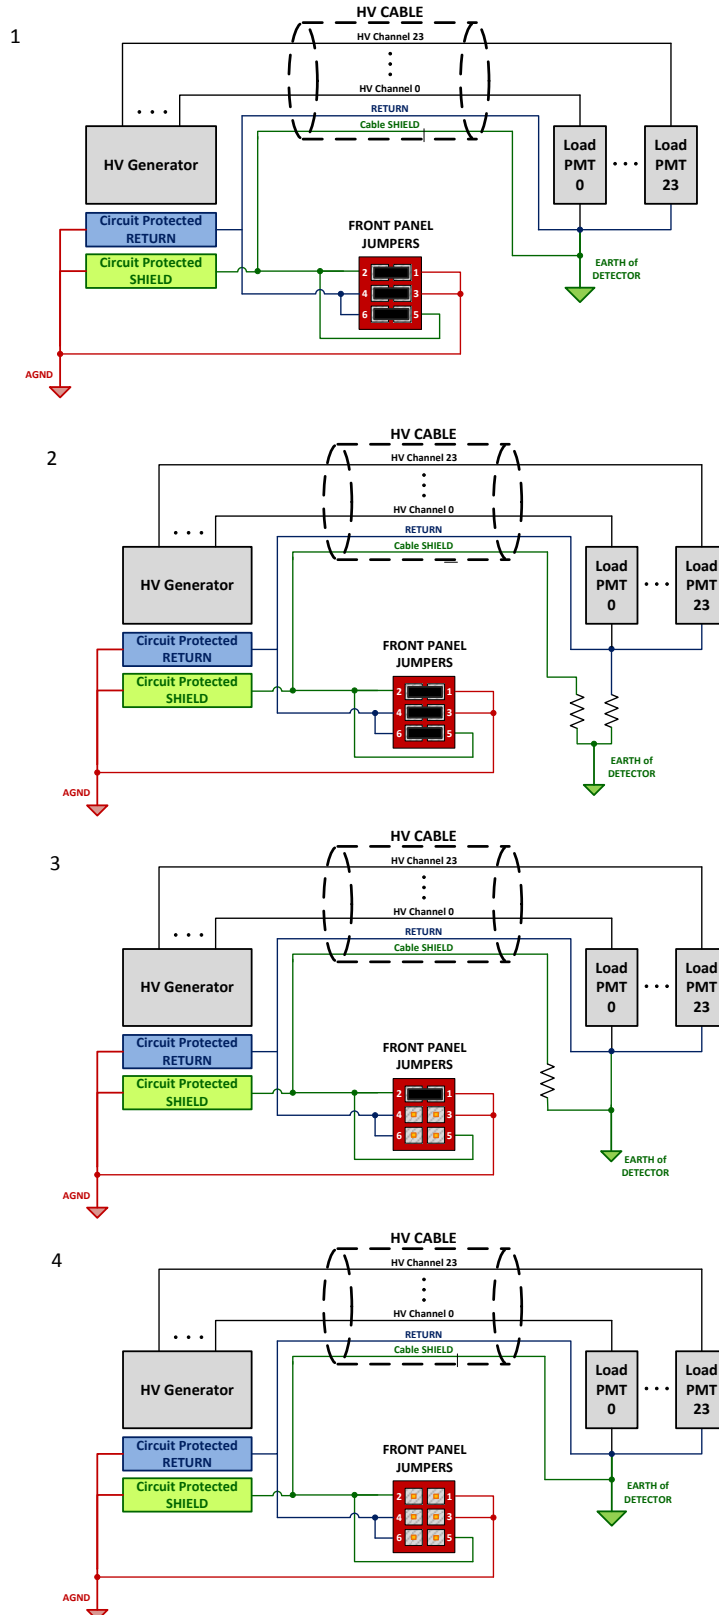 1
HV CABLE
HV Channel 23
HV Channel 0
RETURN
Cable SHIELD
HV Generator
Load
PMT
0
Load
PMT
23
Circuit Protected
RETURN
Circuit Protected
SHIELD
FRONT PANEL
JUMPERS
2 1
4 3
6 5
EARTH of
DETECTOR
AGND
2
HV CABLE
HV Channel 23
HV Channel 0
RETURN
Cable SHIELD
HV Generator
Load
PMT
0
Load
PMT
23
Circuit Protected
RETURN
Circuit Protected
SHIELD
FRONT PANEL
JUMPERS
2 1
4 3
6 5
EARTH of
DETECTOR
AGND
3
HV CABLE
HV Channel 23
HV Channel 0
RETURN
Cable SHIELD
HV Generator
Load
PMT
0
Load
PMT
23
Circuit Protected
RETURN
Circuit Protected
SHIELD
FRONT PANEL
JUMPERS
2 1
4 3
6 5
EARTH of
DETECTOR
AGND
4
HV CABLE
HV Channel 23
HV Channel 0
RETURN
Cable SHIELD
HV Generator
Load
PMT
0
Load
PMT
23
Circuit Protected
RETURN
Circuit Protected
SHIELD
FRONT PANEL
JUMPERS
2 1
4 3
6 5
EARTH of
DETECTOR
AGND